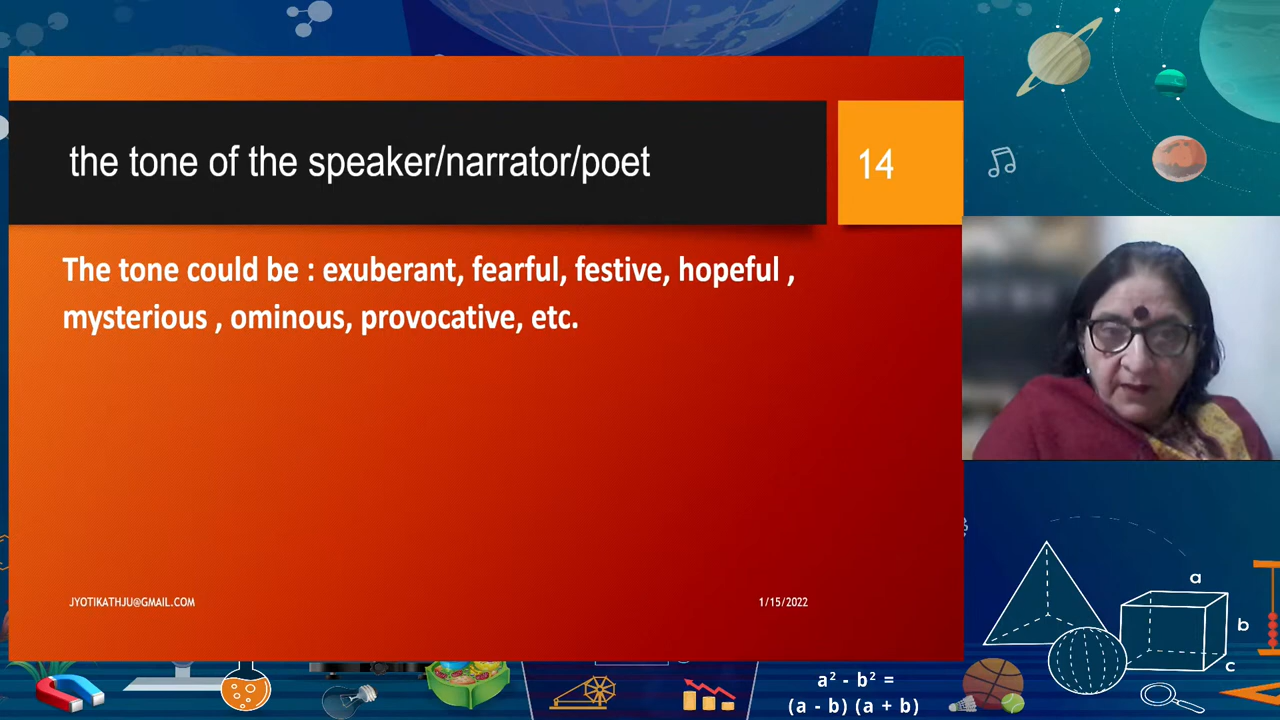 the tone of the speaker/narrator/poet
14
The tone could be : exuberant, fearful, festive, hopeful ,
mysterious , ominous, provocative, etc.
JYOTIKATHJU@GMAIL.COM
1/15/2022
a
b
c
a² - b² =
(a - b) (a + b)